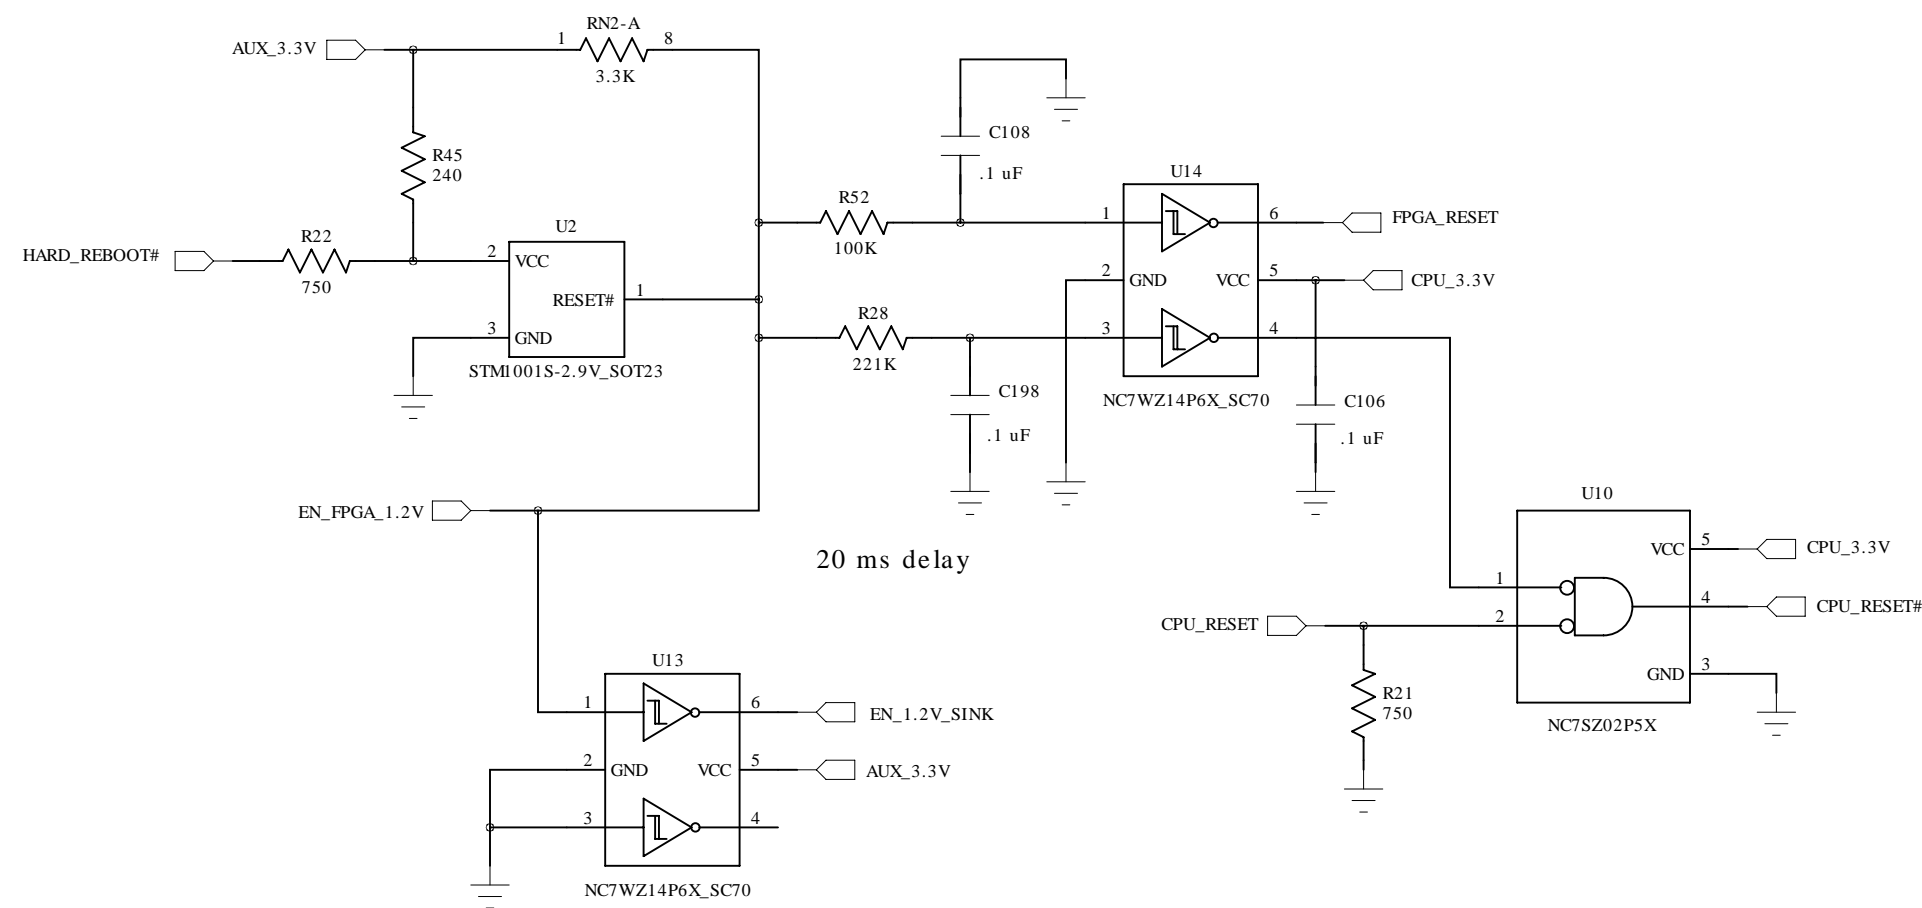 RN2-A
AUX_3.3V
1
8
3.3K
R45
240
C108
.1 uF
U14
R52
100K
1
6
FPGA_RESET
U2
HARD_REBOOT#
R22
750
2
VCC
RESET#
1
3
GND
STM1001S-2.9V_SOT23
2
GND
VCC
5
CPU_3.3V
R28
221K
3
4
C198
.1 uF
NC7WZ14P6X_SC70
C106
.1 uF
EN_FPGA_1.2V
20 ms delay
U10
VCC
5
CPU_3.3V
1
4
CPU_RESET#
CPU_RESET
2
GND
3
R21
750
NC7SZ02P5X
U13
1
6
EN_1.2V_SINK
2
GND
VCC
5
AUX_3.3V
3
4
NC7WZ14P6X_SC70